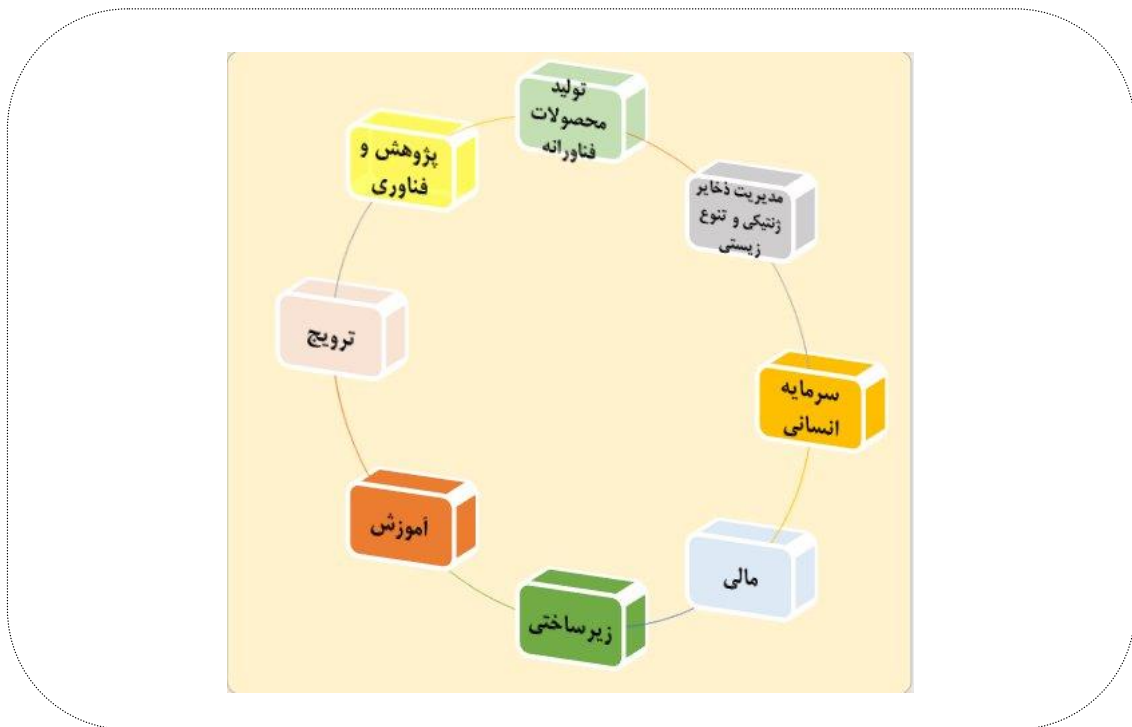 تولید
محصولات
فناورانه
مدیریت ذخایر
ژنتیکی و تنوع
زیستی
سرمایه
انسانی
مالی
زیرساختی
آموزش
ترویج
پژوهش و
فناوری